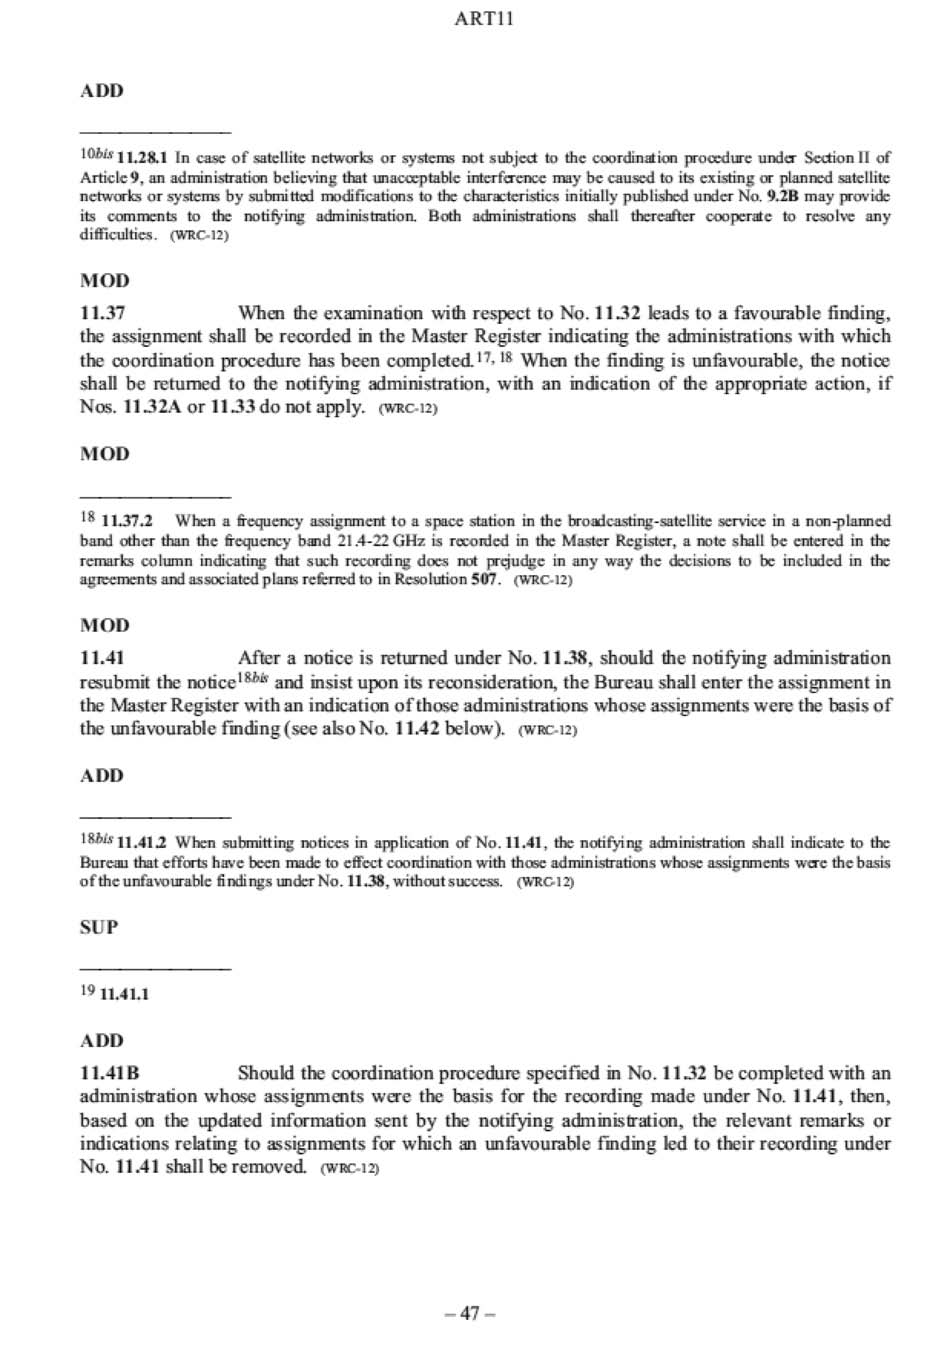 ART11
ADD
10bis 11.28.1 In case of satellite networks or systems not subject to the coordination procedure under Section II of
Article 9, an administration believing that unacceptable interference may be caused to its existing or planned satellite
networks or systems by submitted modifications to the characteristics initially published under No. 9.2B may provide
its comments to the notifying administration. Both administrations shall thereafter cooperate to resolve any
difficulties. (WRC-12)
MOD
11.37 When the examination with respect to No. 11.32 leads to a favourable finding,
the assignment shall be recorded in the Master Register indicating the administrations with which
the coordination procedure has been completed.17, 18 When the finding is unfavourable, the notice
shall be returned to the notifying administration, with an indication of the appropriate action, if
Nos. 11.32A or 11.33 do not apply. (WRC-12)
MOD
18 11.37.2 When a frequency assignment to a space station in the broadcasting-satellite service in a non-planned
band other than the frequency band 21.4-22 GHz is recorded in the Master Register, a note shall be entered in the
remarks column indicating that such recording does not prejudge in any way the decisions to be included in the
agreements and associated plans referred to in Resolution 507. (WRC-12)
MOD
11.41 After a notice is returned under No. 11.38, should the notifying administration
resubmit the notice18bis and insist upon its reconsideration, the Bureau shall enter the assignment in
the Master Register with an indication of those administrations whose assignments were the basis of
the unfavourable finding (see also No. 11.42 below). (WRC-12)
ADD
18bis 11.41.2 When submitting notices in application of No. 11.41, the notifying administration shall indicate to the
Bureau that efforts have been made to effect coordination with those administrations whose assignments were the basis
of the unfavourable findings under No. 11.38, without success. (WRC-12)
SUP
19 11.41.1
ADD
11.41B Should the coordination procedure specified in No. 11.32 be completed with an
administration whose assignments were the basis for the recording made under No. 11.41, then,
based on the updated information sent by the notifying administration, the relevant remarks or
indications relating to assignments for which an unfavourable finding led to their recording under
No. 11.41 shall be removed. (WRC-12)
– 47 –